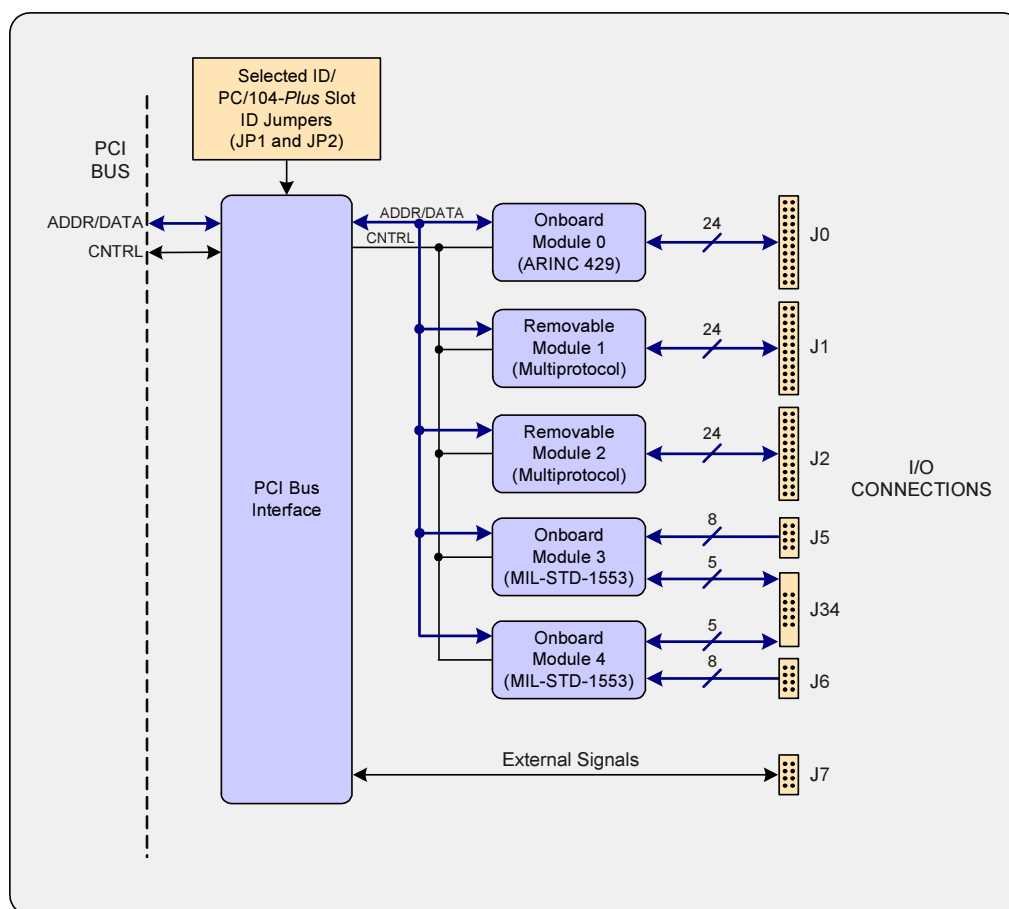 Selected ID/
PC/104-Plus Slot
ID Jumpers
(JP1 and JP2)
PCI
BUS
ADDR/DATA
CNTRL
PCI Bus
Interface
ADDR/DATA
CNTRL
Onboard
Module 0
(ARINC 429)
24
J0
Removable
Module 1
(Multiprotocol)
24
J1
Removable
Module 2
(Multiprotocol)
24
J2
I/O
CONNECTIONS
Onboard
Module 3
(MIL-STD-1553)
8
J5
5
J34
Onboard
Module 4
(MIL-STD-1553)
5
8
J6
External Signals
J7